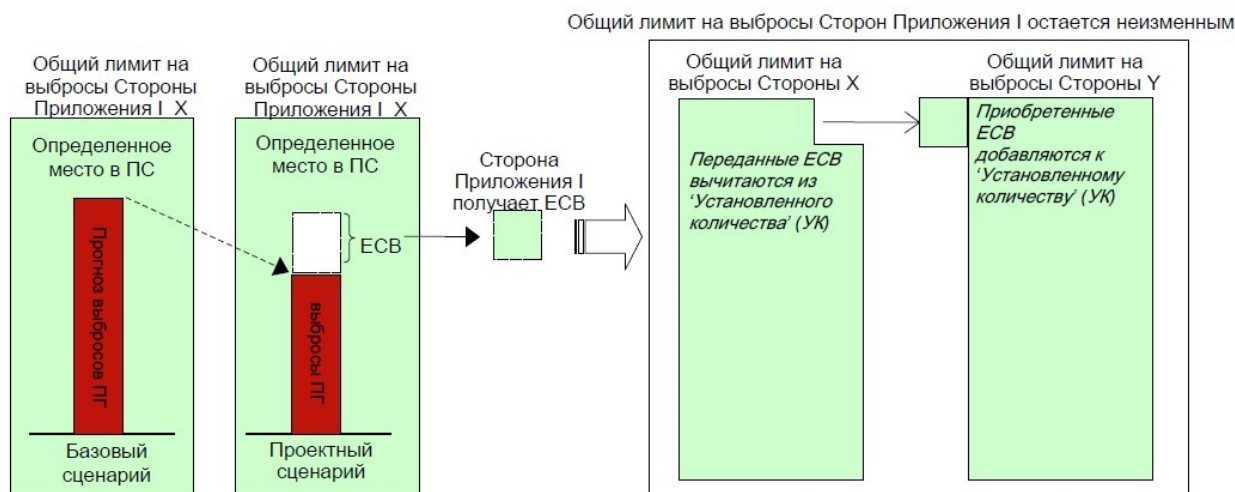 Общий лимит на выбросы Сторон Приложения I остается неизменным
Общий лимит на
выбросы Стороны
Приложения I X
Определенное
место в ПС
Прогноз выбросов ПГ
Базовый
сценарий
Общий лимит на
выбросы Стороны
Приложения I X
Определенное
место в ПС
ЕСВ
выбросы ПГ
Проектный
сценарий
Сторона
Приложения I
получает ЕСВ
Общий лимит на
выбросы Стороны X
Переданные ЕСВ
вычитаются из
‘Установленного
количества’ (УК)
Общий лимит на
выбросы Стороны Y
Приобретенные
ЕСВ
добавляются к
‘Установленному
количеству’ (УК)